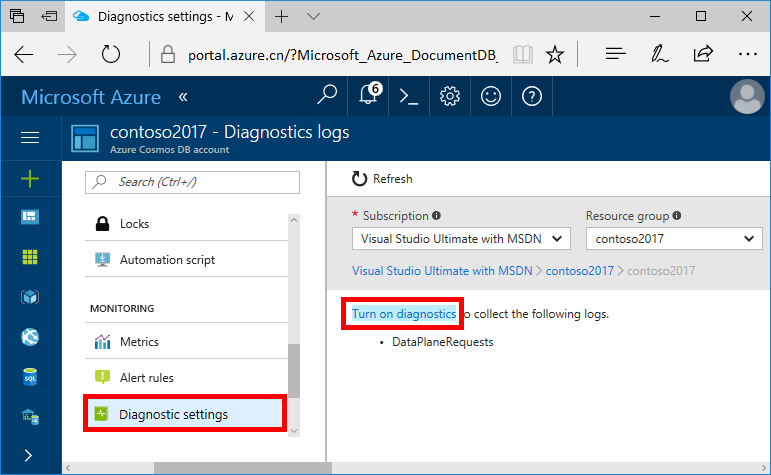 Diagnostics settings - M
portal.azure.cn/?Microsoft_Azure_DocumentDB_
Microsoft Azure «
6
contoso2017 - Diagnostics logs
Azure Cosmos DB account
Search (Ctrl+/)
Locks
Automation script
MONITORING
Metrics
Alert rules
Diagnostic settings
Refresh
* Subscription
Visual Studio Ultimate with MSDN
Resource group
contoso2017
Visual Studio Ultimate with MSDN > contoso2017 > contoso2017
Turn on diagnostics o collect the following logs.
• DataPlaneRequests
SQL